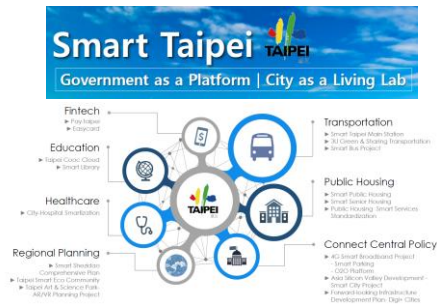 Smart Taipei
TAIPEI
Government as a Platform | City as a Living Lab
Fintech
► Pay.taipei
► Easycard
Education
► Taipei Cooc Cloud
► Smart Library
Healthcare
► City Hospital Smartization
Regional Planning
► Smart Sheizidao
Comprehensive Plan
► Taipei Smart Eco Community
► Taipei Art & Science Park
AR/VR Planning Project
TAIPEI
Transportation
► Smart Taipei Main Station
► Green & Sharing Transportation
► Smart Bus Project
Public Housing
► Smart Public Housing
► Smart Senior Housing
► Public Housing Smart Services
Standardization
Connect Central Policy
► 4G Smart Broadband Project
- Smart Parking
- O2O Platform
► Asia Silicon Valley Development -
Smart City Project
► Forward-looking Infrastructure
Development Plan- Digi+ Cities